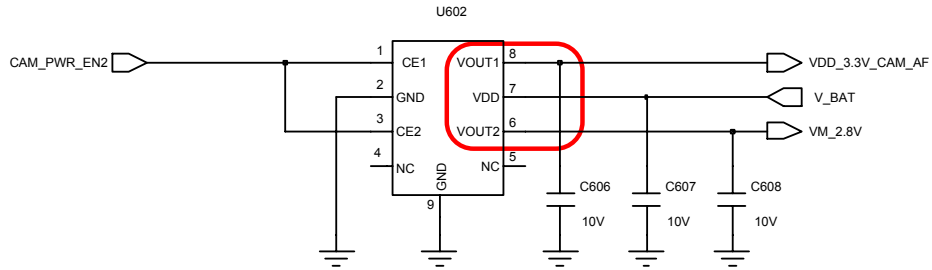 U602
CAM_PWR_EN2
1
CE1
VOUT1
8
VDD_3.3V_CAM_AF
2
GND
VDD
7
V_BAT
3
CE2
VOUT2
6
VM_2.8V
4
NC
GND
NC
5
9
C606
C607
C608
10V
10V
10V